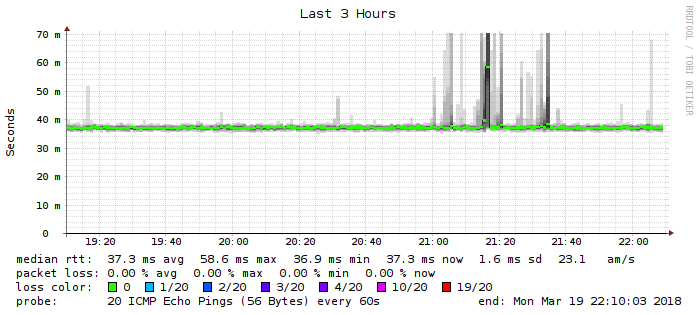 Last 3 Hours
RRDTOOL / TOBI OETIKER
Seconds
70 m
60 m
50 m
40 m
30 m
20 m
10 m
0
19:20 19:40 20:00 20:20 20:40 21:00 21:20 21:40 22:00
median rtt: 37.3 ms avg 58.6 ms max 36.9 ms min 37.3 ms now 1.6 ms sd 23.1 am/s
packet loss: 0.00 % avg 0.00 % max 0.00 % min 0.00 % now
loss color: 0 1/20 2/20 3/20 4/20 10/20 19/20
probe: 20 ICMP Echo Pings (56 Bytes) every 60s end: Mon Mar 19 22:10:03 2018